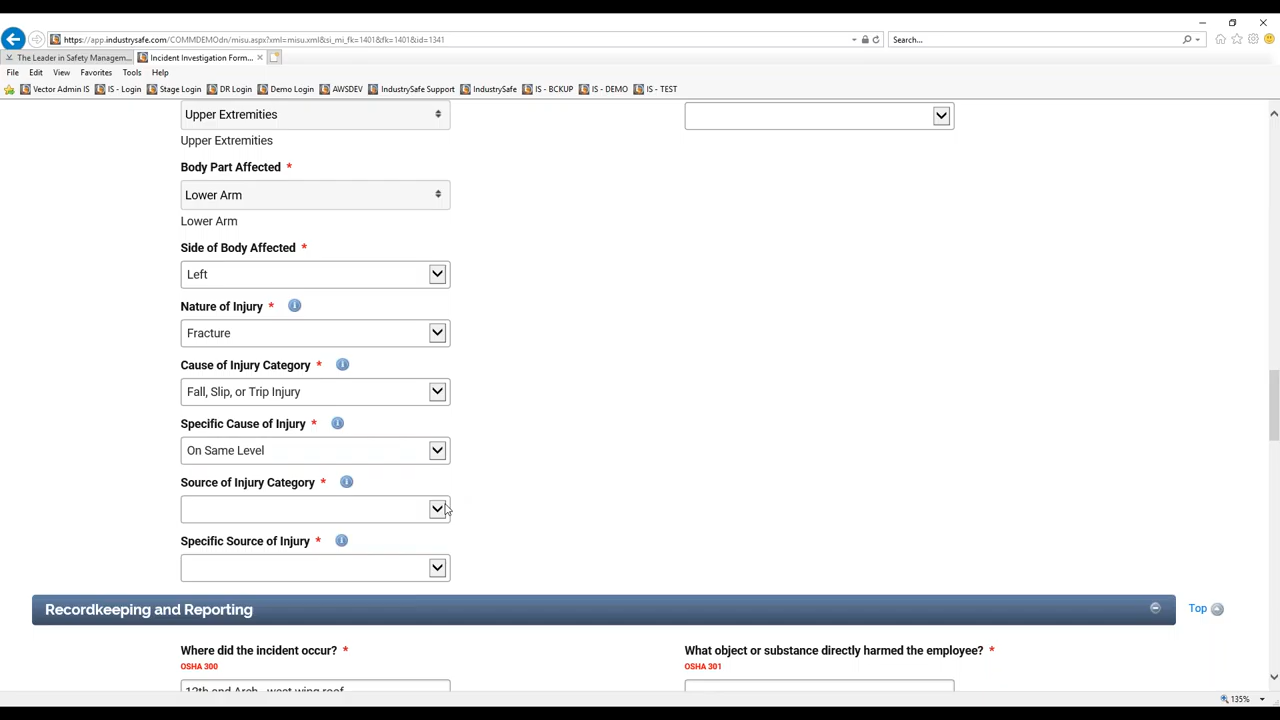 https://app.industrysafe.com/COMMDEMOdn/misu.aspx?xml=misu.xml&si_mi_fk=1401&fk=1401&id=1341
Search...
The Leader in Safety Managem...
Incident Investigation Form...
File Edit View Favorites Tools Help
Vector Admin IS IS - Login Stage Login DR Login Demo Login AWSDEV IndustrySafe Support IndustrySafe IS - BCKUP IS - DEMO IS - TEST
Upper Extremities
Upper Extremities
Body Part Affected *
Lower Arm
Lower Arm
Side of Body Affected *
Left
Nature of Injury *
Fracture
Cause of Injury Category *
Fall, Slip, or Trip Injury
Specific Cause of Injury *
On Same Level
Source of Injury Category *
Specific Source of Injury *
Recordkeeping and Reporting
Top
Where did the incident occur? *
OSHA 300
What object or substance directly harmed the employee? *
OSHA 301
12th and Arch - west wing roof
135%